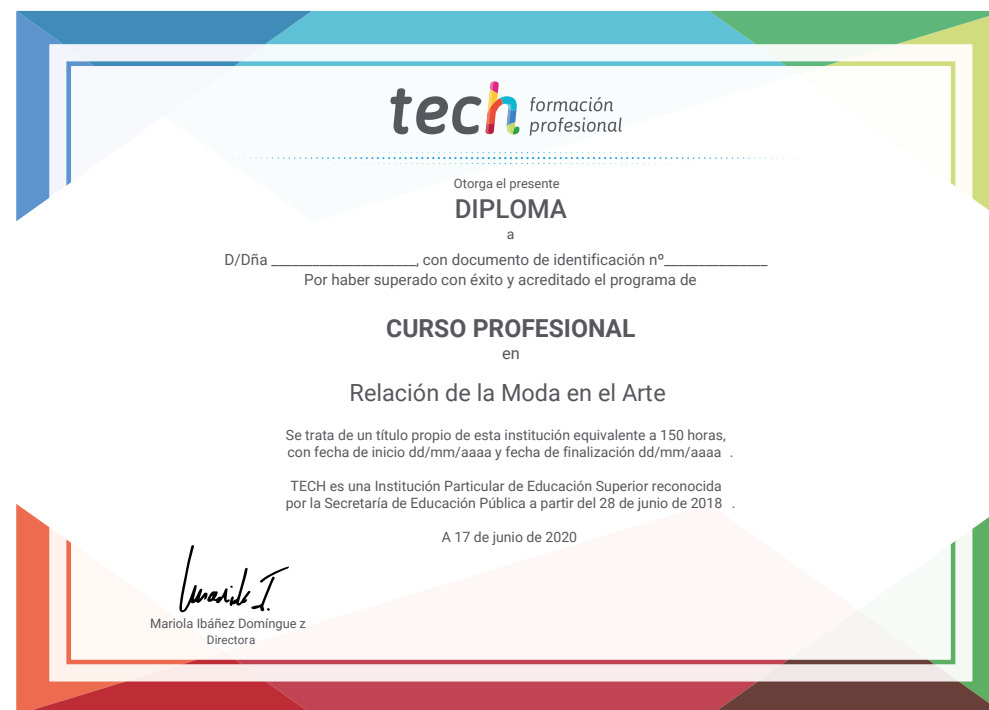 tech formación
profesional
Otorga el presente
DIPLOMA
a
D/Dña ______________________, con documento de identificación nº________________
Por haber superado con éxito y acreditado el programa de
CURSO PROFESIONAL
en
Relación de la Moda en el Arte
Se trata de un título propio de esta institución equivalente a 150 horas,
con fecha de inicio dd/mm/aaaa y fecha de finalización dd/mm/aaaa .
TECH es una Institución Particular de Educación Superior reconocida
por la Secretaría de Educación Pública a partir del 28 de junio de 2018 .
A 17 de junio de 2020
Mariola Ibáñez Domíngue z
Directora